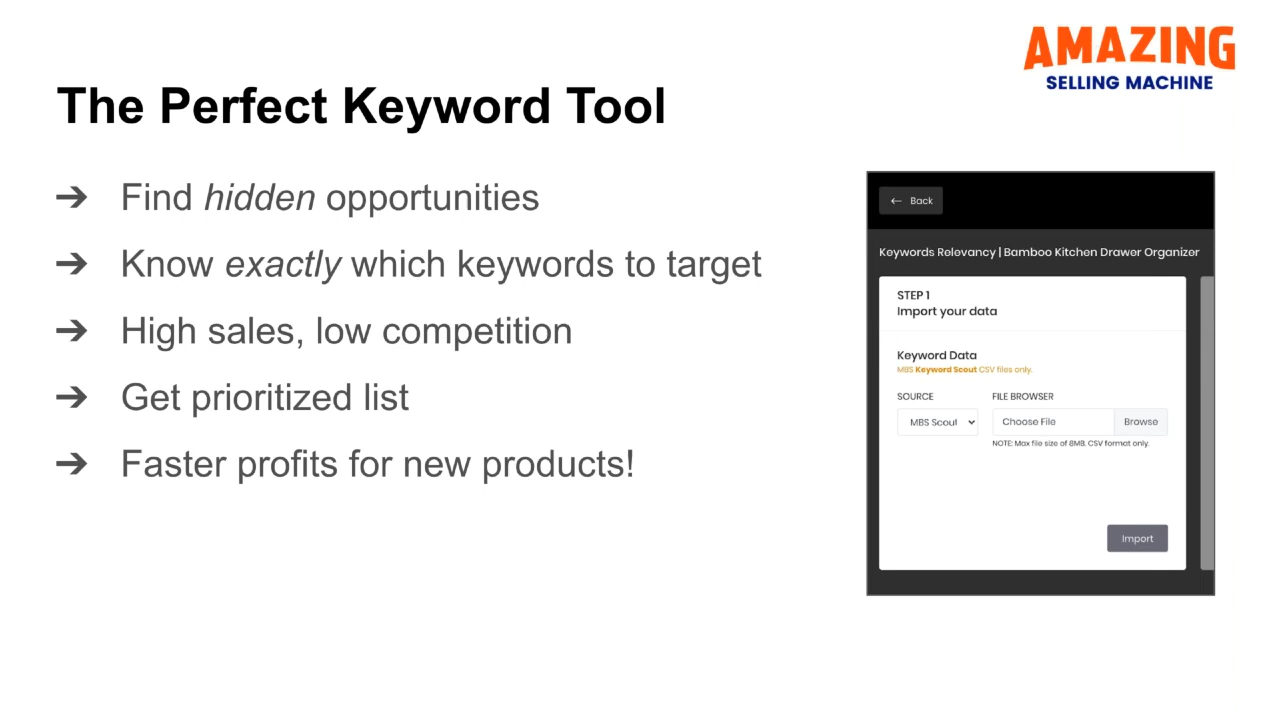 AMAZING
SELLING MACHINE
The Perfect Keyword Tool
➔ Find hidden opportunities
➔ Know exactly which keywords to target
➔ High sales, low competition
➔ Get prioritized list
➔ Faster profits for new products!
← Back
Keywords Relevancy | Bamboo Kitchen Drawer Organizer
STEP 1
Import your data
Keyword Data
MBS Keyword Scout CSV files only.
SOURCE FILE BROWSER
MBS Scout Choose File Browse
NOTE: Max file size of 8MB. CSV format only.
Import